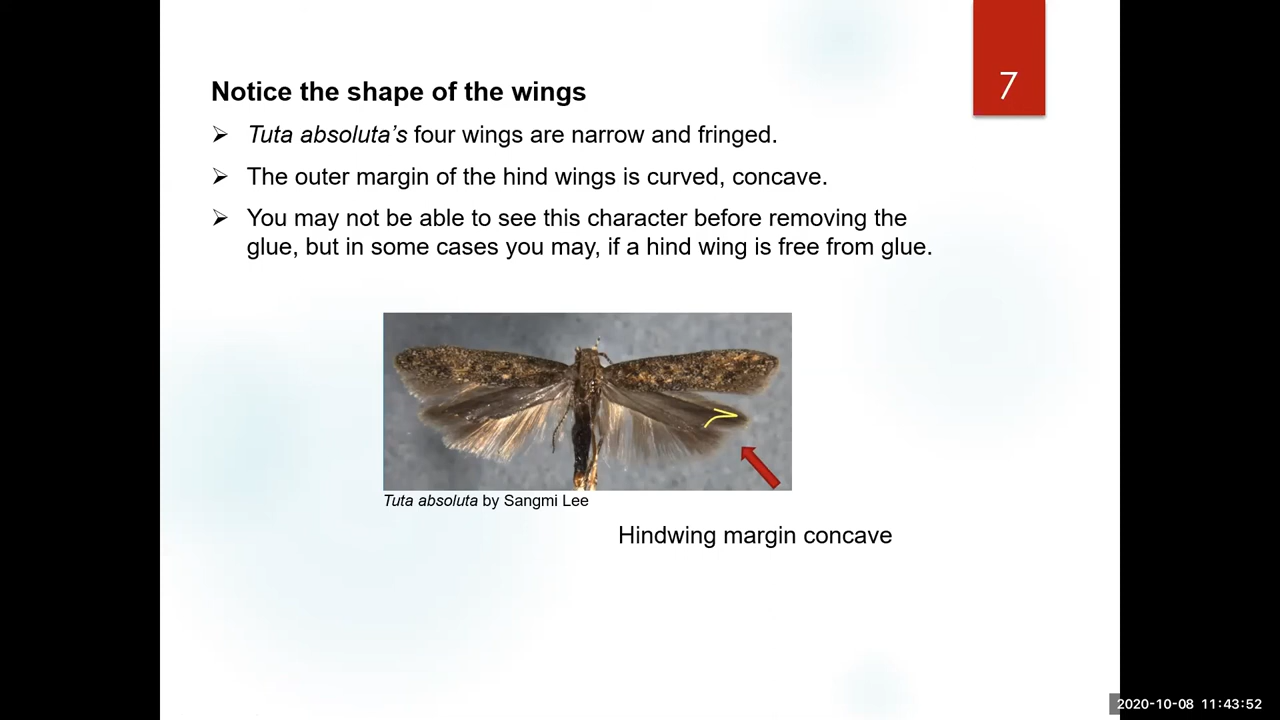 7
Notice the shape of the wings
➢ Tuta absoluta’s four wings are narrow and fringed.
➢ The outer margin of the hind wings is curved, concave.
➢ You may not be able to see this character before removing the
glue, but in some cases you may, if a hind wing is free from glue.
Tuta absoluta by Sangmi Lee
Hindwing margin concave
2020-10-08 11:43:52